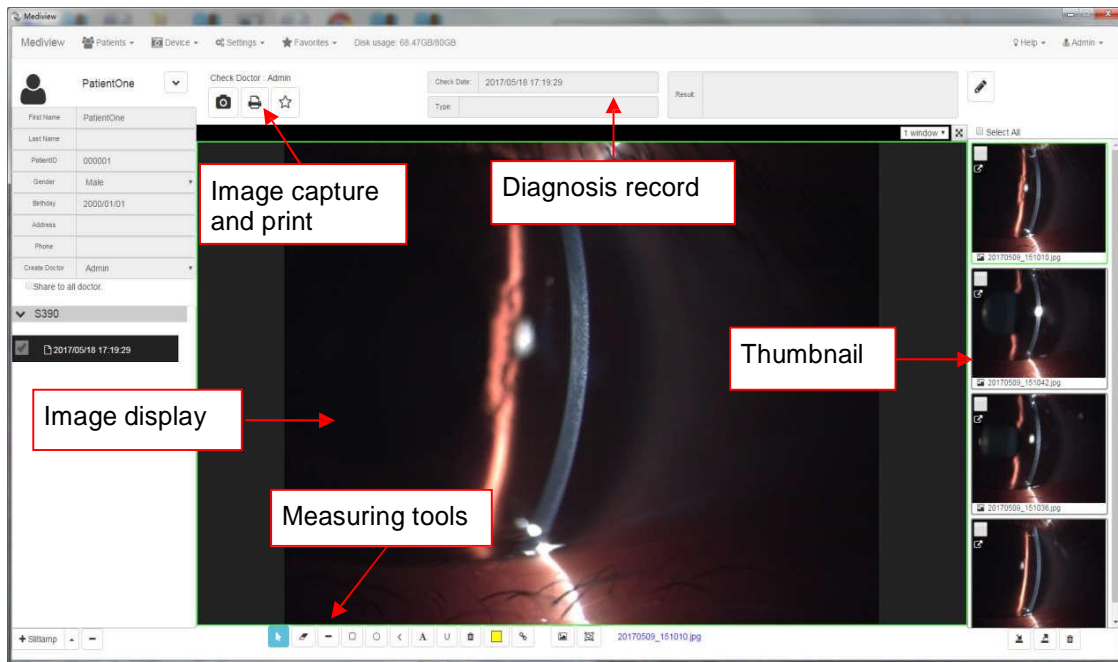 Mediview
Mediview Patients Device Settings Favorites Disk usage: 68.47GB/80GB Help Admin
PatientOne
Check Doctor : Admin
Check Date: 2017/05/18 17:19:29
Type:
Result:
First Name PatientOne
Last Name
PatientID 000001
Gender Male
Birthday 2000/01/01
Address
Phone
Create Doctor Admin
Share to all doctor
S390
2017/05/18 17:19:29
1 window
Select All
Image capture
and print
Diagnosis record
Image display
Thumbnail
Measuring tools
20170509_151010.jpg
20170509_151042.jpg
20170509_151036.jpg
+ Slitlamp
A U
20170509_151010.jpg